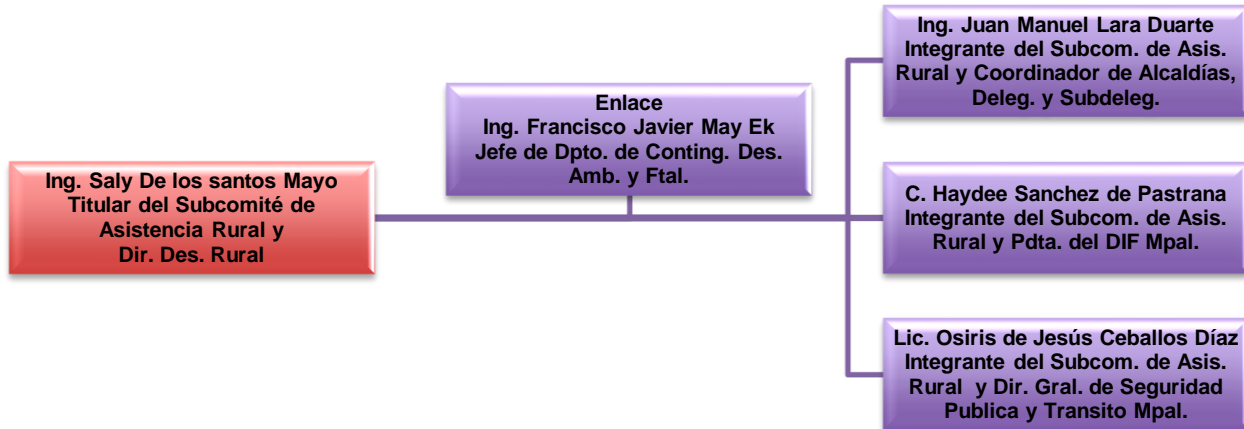 Ing. Saly De los santos Mayo
Titular del Subcomité de
Asistencia Rural y
Dir. Des. Rural
Enlace
Ing. Francisco Javier May Ek
Jefe de Dpto. de Conting. Des.
Amb. y Ftal.
Ing. Juan Manuel Lara Duarte
Integrante del Subcom. de Asis.
Rural y Coordinador de Alcaldías,
Deleg. y Subdeleg.
C. Haydee Sanchez de Pastrana
Integrante del Subcom. de Asis.
Rural y Pdta. del DIF Mpal.
Lic. Osiris de Jesús Ceballos Díaz
Integrante del Subcom. de Asis.
Rural y Dir. Gral. de Seguridad
Publica y Transito Mpal.